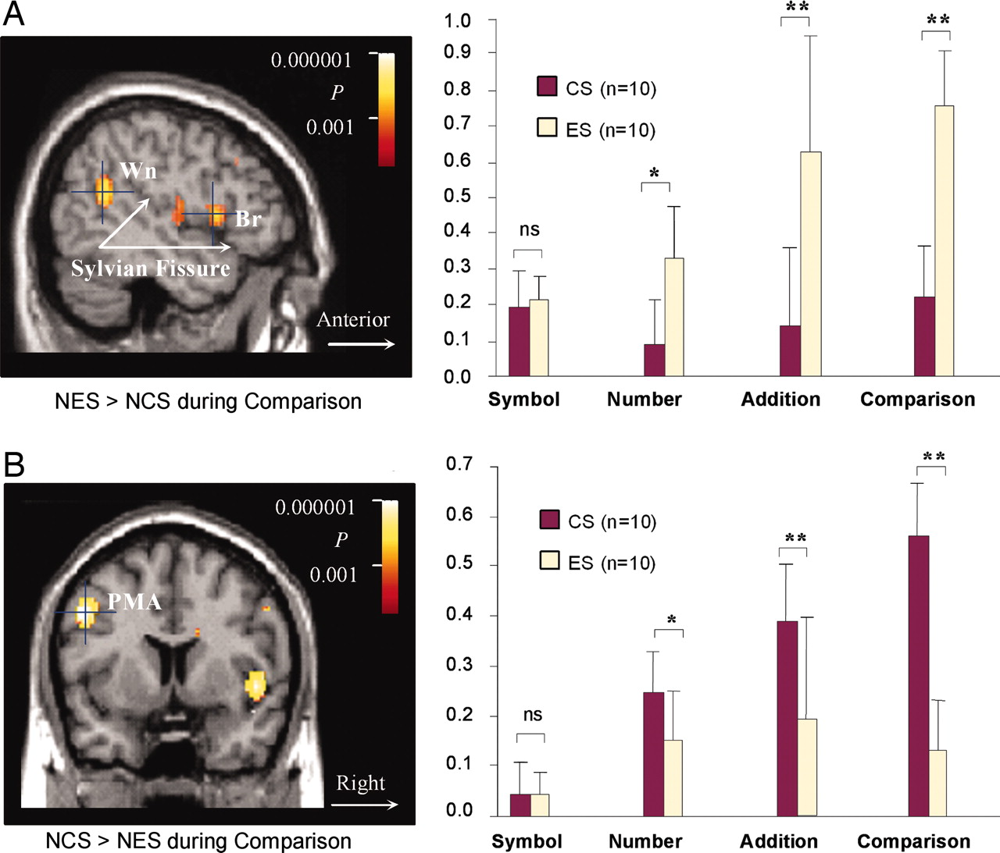 A
0.000001
P
0.001
Wn
Br
Sylvian Fissure
Anterior
NES > NCS during Comparison
1.0
0.9
0.8
0.7
0.6
0.5
0.4
0.3
0.2
0.1
0.0
CS (n=10)
ES (n=10)
ns
*
**
**
Symbol Number Addition Comparison
B
0.000001
P
0.001
PMA
Right
NCS > NES during Comparison
0.7
0.6
0.5
0.4
0.3
0.2
0.1
0.0
CS (n=10)
ES (n=10)
ns
*
**
**
Symbol Number Addition Comparison